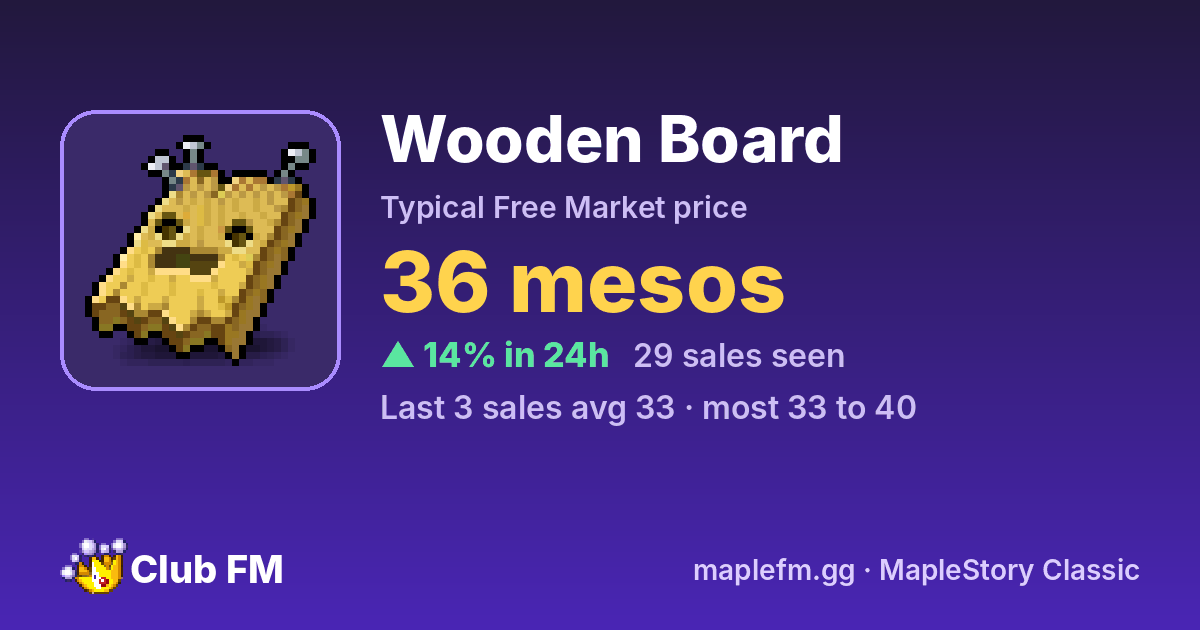 Wooden Board
Typical Free Market price
36 mesos
▲ 14% in 24h 29 sales seen
Last 3 sales avg 33 · most 33 to 40
Club FM
maplefm.gg · MapleStory Classic